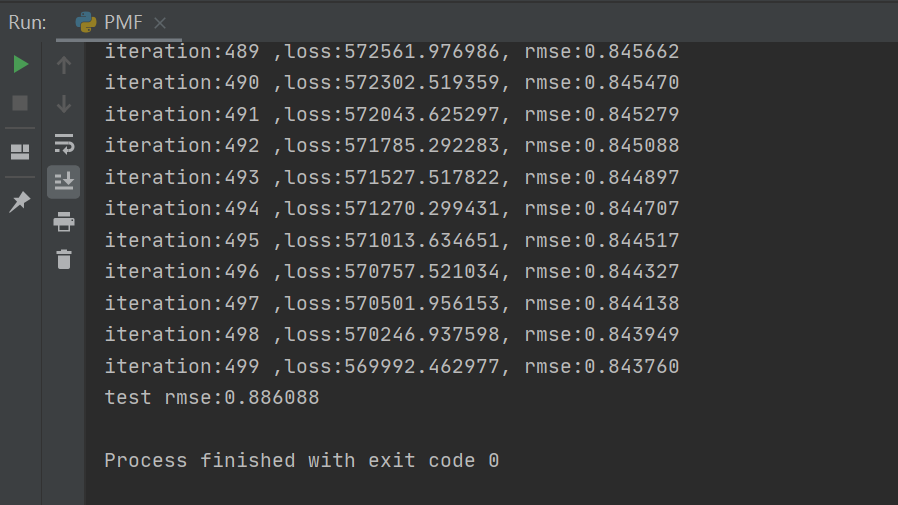 Run: PMF
iteration:489 ,loss:572561.976986, rmse:0.845662
iteration:490 ,loss:572302.519359, rmse:0.845470
iteration:491 ,loss:572043.625297, rmse:0.845279
iteration:492 ,loss:571785.292283, rmse:0.845088
iteration:493 ,loss:571527.517822, rmse:0.844897
iteration:494 ,loss:571270.299431, rmse:0.844707
iteration:495 ,loss:571013.634651, rmse:0.844517
iteration:496 ,loss:570757.521034, rmse:0.844327
iteration:497 ,loss:570501.956153, rmse:0.844138
iteration:498 ,loss:570246.937598, rmse:0.843949
iteration:499 ,loss:569992.462977, rmse:0.843760
test rmse:0.886088
Process finished with exit code 0